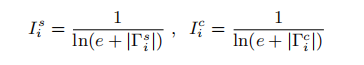 $I_i^s = \frac{1}{\ln(e + |\Gamma_i^s|)}$ , $I_i^c = \frac{1}{\ln(e + |\Gamma_i^c|)}$